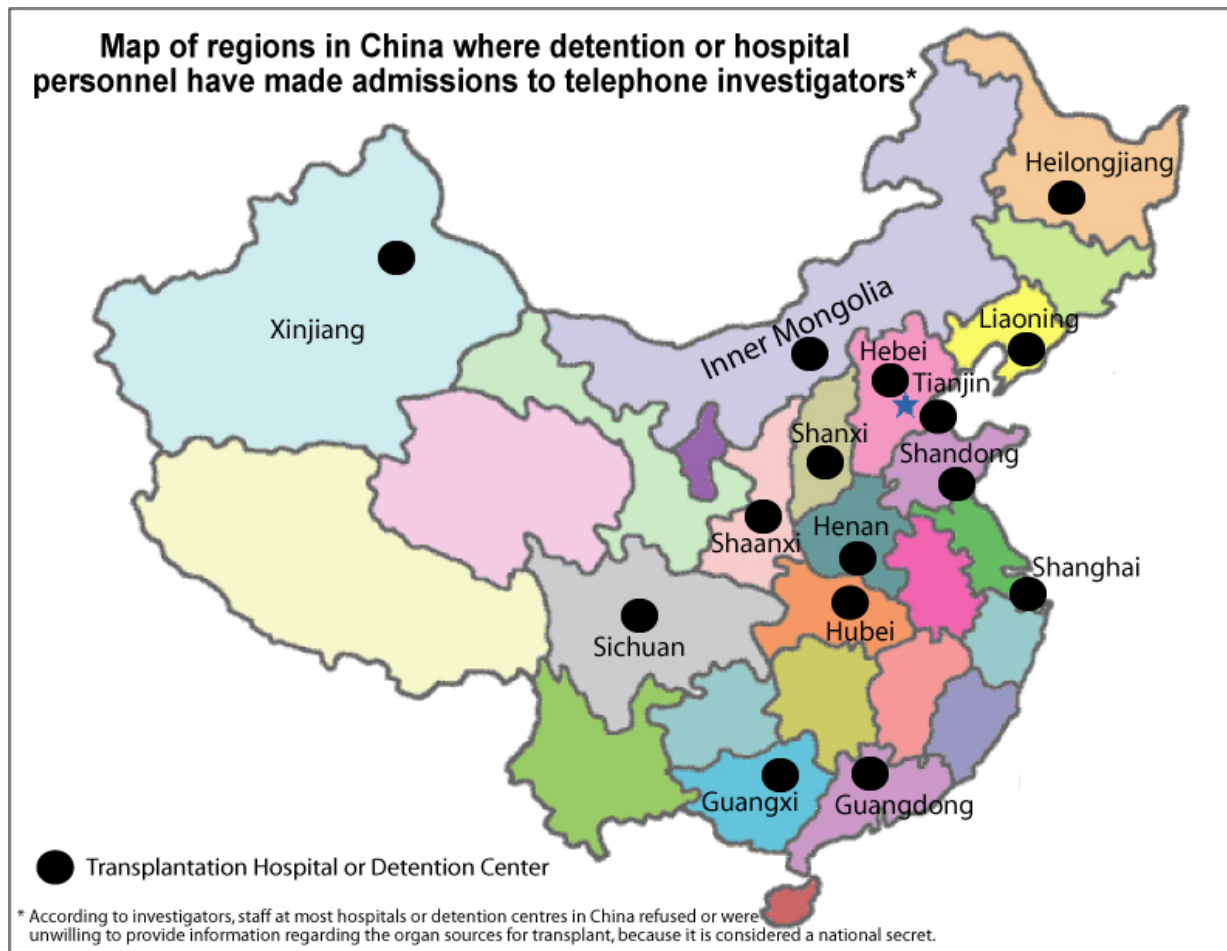 Map of regions in China where detention or hospital
personnel have made admissions to telephone investigators*
Heilongjiang
Xinjiang
Inner Mongolia
Liaoning
Hebei
Tianjin
Shanxi
Shandong
Shaanxi
Henan
Shanghai
Hubei
Sichuan
Guangxi
Guangdong
Transplantation Hospital or Detention Center
* According to investigators, staff at most hospitals or detention centres in China refused or were
unwilling to provide information regarding the organ sources for transplant, because it is considered a national secret.